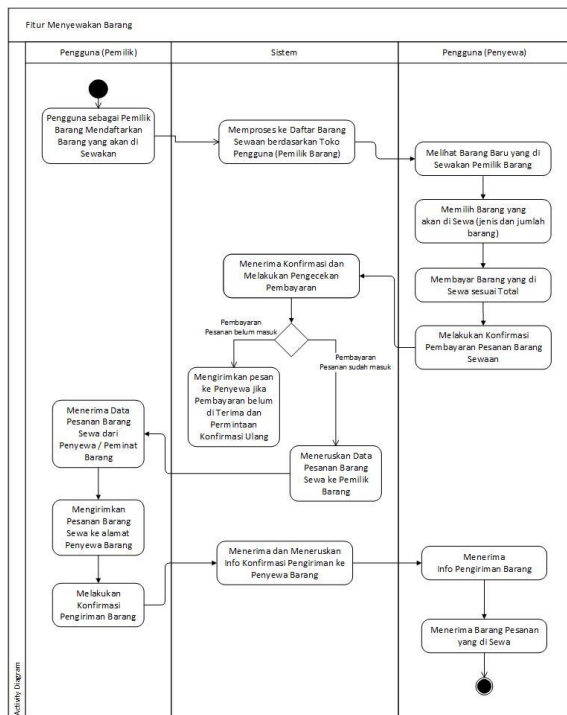 Fitur Menyewakan Barang
Pengguna (Pemilik)
Sistem
Pengguna (Penyewa)
Pengguna sebagai Pemilik
Barang Mendaftarkan
Barang yang akan di
Sewakan
Memproses ke Daftar Barang
Sewaan berdasarkan Toko
Pengguna (Pemilik Barang)
Melihat Barang Baru yang di
Sewakan Pemilik Barang
Memilih Barang yang
akan di Sewa (jenis dan jumlah
barang)
Membayar Barang yang di
Sewa sesuai Total
Melakukan Konfirmasi
Pembayaran Pesanan Barang
Sewaan
Menerima Konfirmasi dan
Melakukan Pengecekan
Pembayaran
Pembayaran
Pesanan belum masuk
Pembayaran
Pesanan sudah masuk
Mengirimkan pesan
ke Penyewa jika
Pembayaran belum
di Terima dan
Permintaan
Konfirmasi Ulang
Meneruskan Data
Pesanan Barang
Sewa ke Pemilik
Barang
Menerima Data
Pesanan Barang
Sewa dari
Penyewa / Peminat
Barang
Mengirimkan
Pesanan Barang
Sewa ke alamat
Penyewa Barang
Melakukan
Konfirmasi
Pengiriman Barang
Menerima dan Meneruskan
Info Konfirmasi Pengiriman ke
Penyewa Barang
Menerima
Info Pengiriman Barang
Menerima Barang Pesanan
yang di Sewa
Activity Diagram